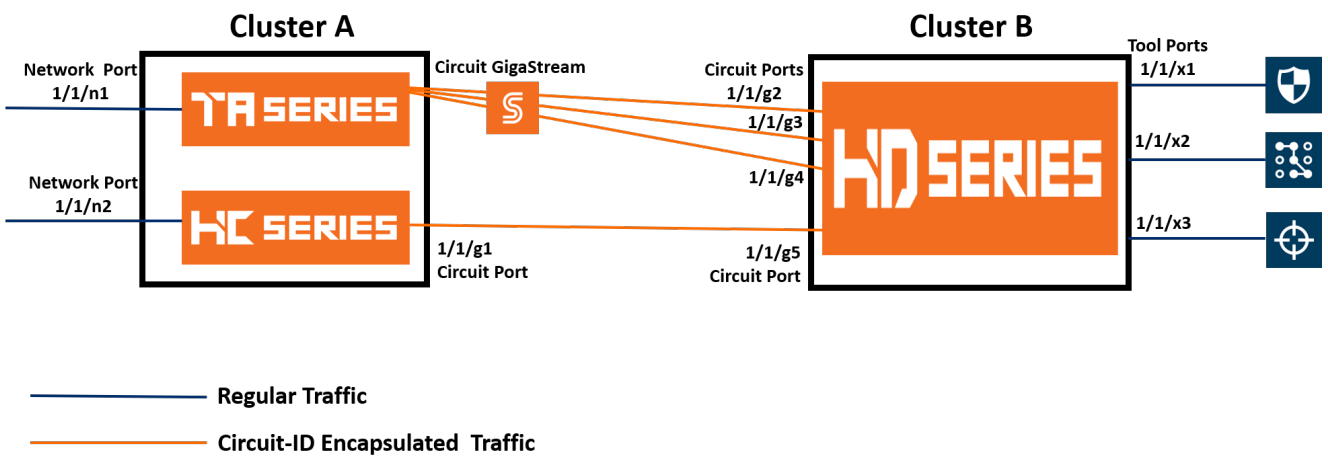 Cluster A
Cluster B
Network Port
1/1/n1
TA SERIES
Circuit GigaStream
S
Circuit Ports
1/1/g2
1/1/g3
1/1/g4
HD SERIES
Tool Ports
1/1/x1
1/1/x2
1/1/x3
Network Port
1/1/n2
HC SERIES
1/1/g1
Circuit Port
1/1/g5
Circuit Port
Regular Traffic
Circuit-ID Encapsulated Traffic